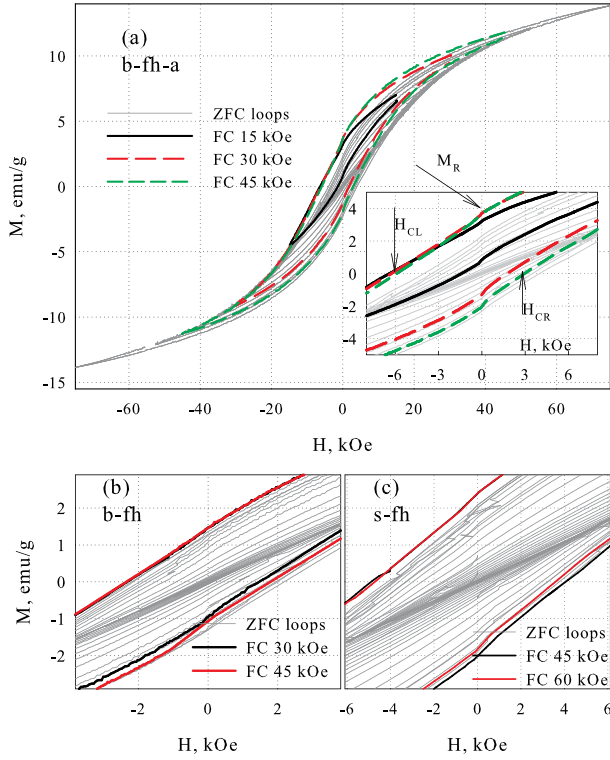 (a)
b-fh-a
ZFC loops
FC 15 kOe
FC 30 kOe
FC 45 kOe
M, emu/g
10
5
0
-5
-10
-15
-60
-40
-20
0
20
40
60
H, kOe
M_R
H_CL
H_CR
4
2
0
-2
-4
-6
-3
0
3
6
H, kOe
(b)
b-fh
ZFC loops
FC 30 kOe
FC 45 kOe
M, emu/g
2
1
0
-1
-2
-2
0
2
H, kOe
(c)
s-fh
ZFC loops
FC 45 kOe
FC 60 kOe
-6
-4
-2
0
2
4
6
H, kOe